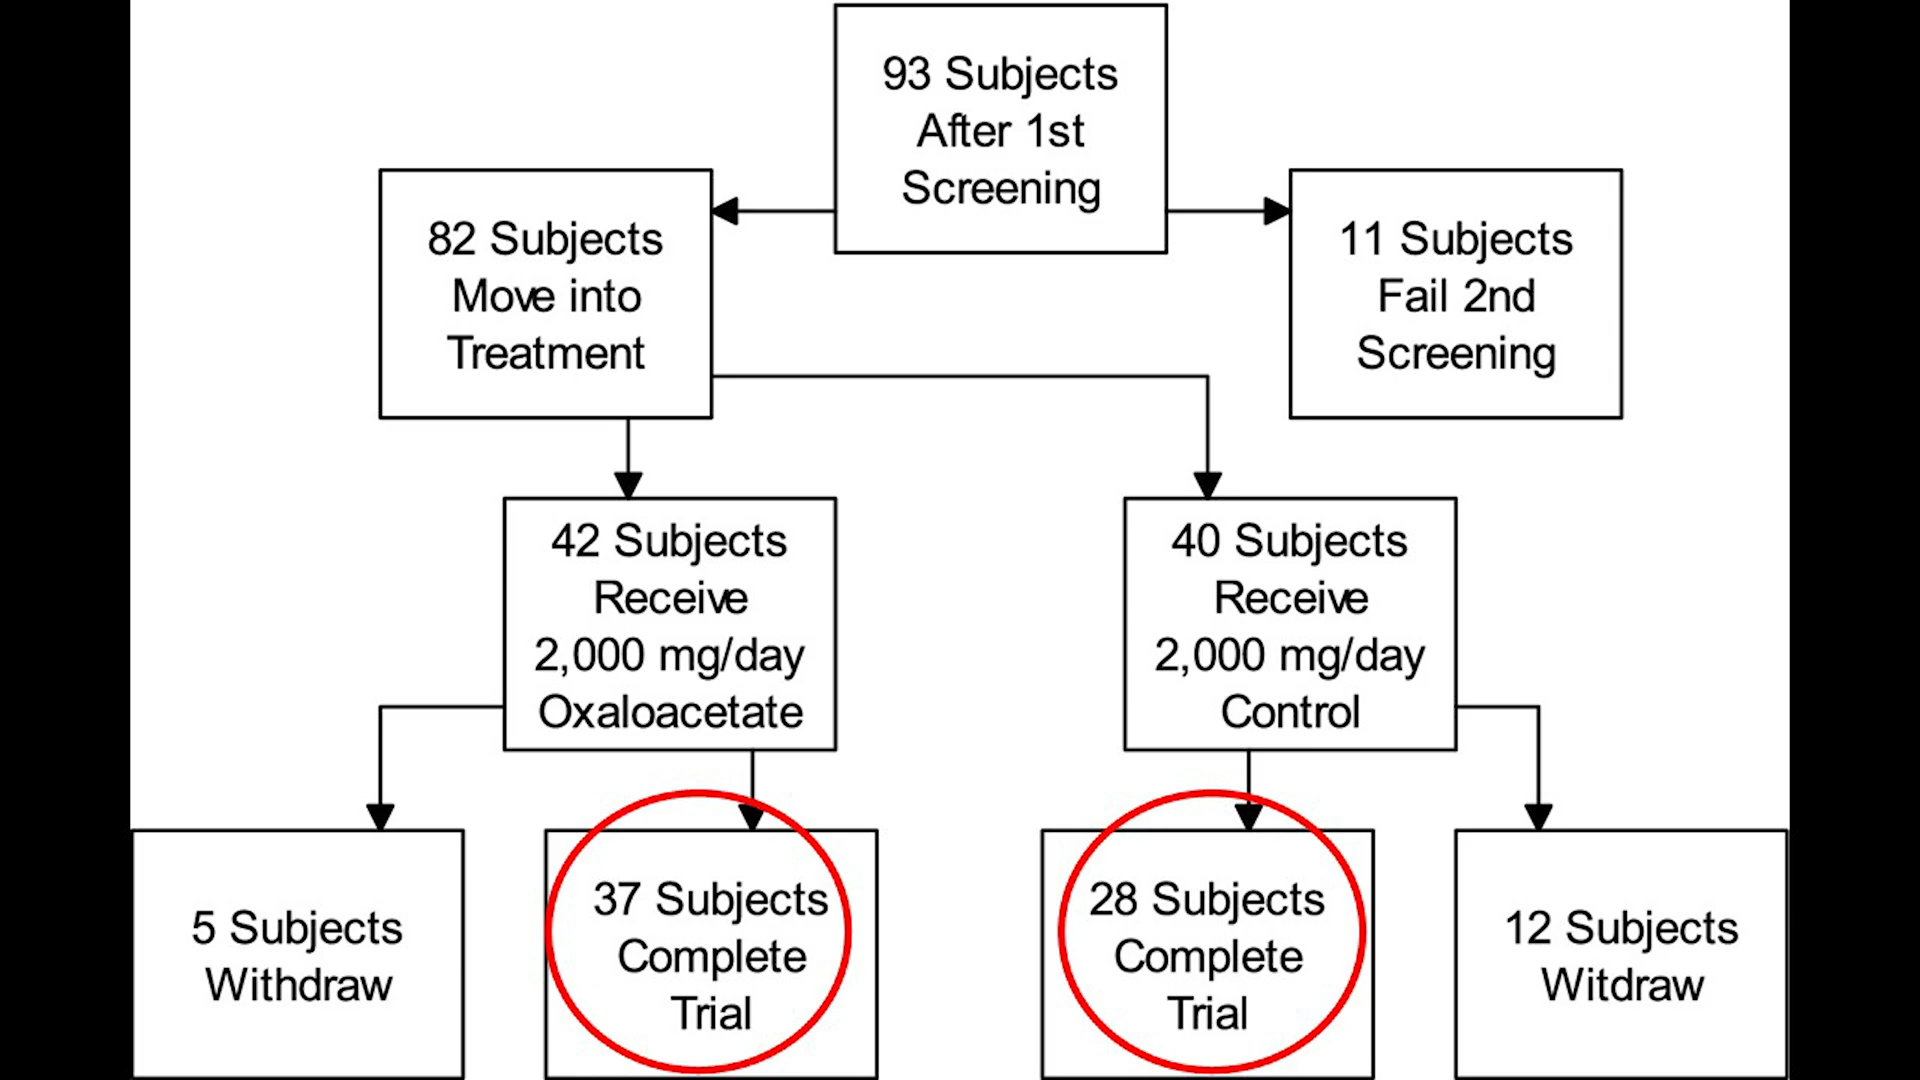 93 Subjects
After 1st
Screening
82 Subjects
Move into
Treatment
11 Subjects
Fail 2nd
Screening
42 Subjects
Receive
2,000 mg/day
Oxaloacetate
40 Subjects
Receive
2,000 mg/day
Control
5 Subjects
Withdraw
37 Subjects
Complete
Trial
28 Subjects
Complete
Trial
12 Subjects
Witdraw